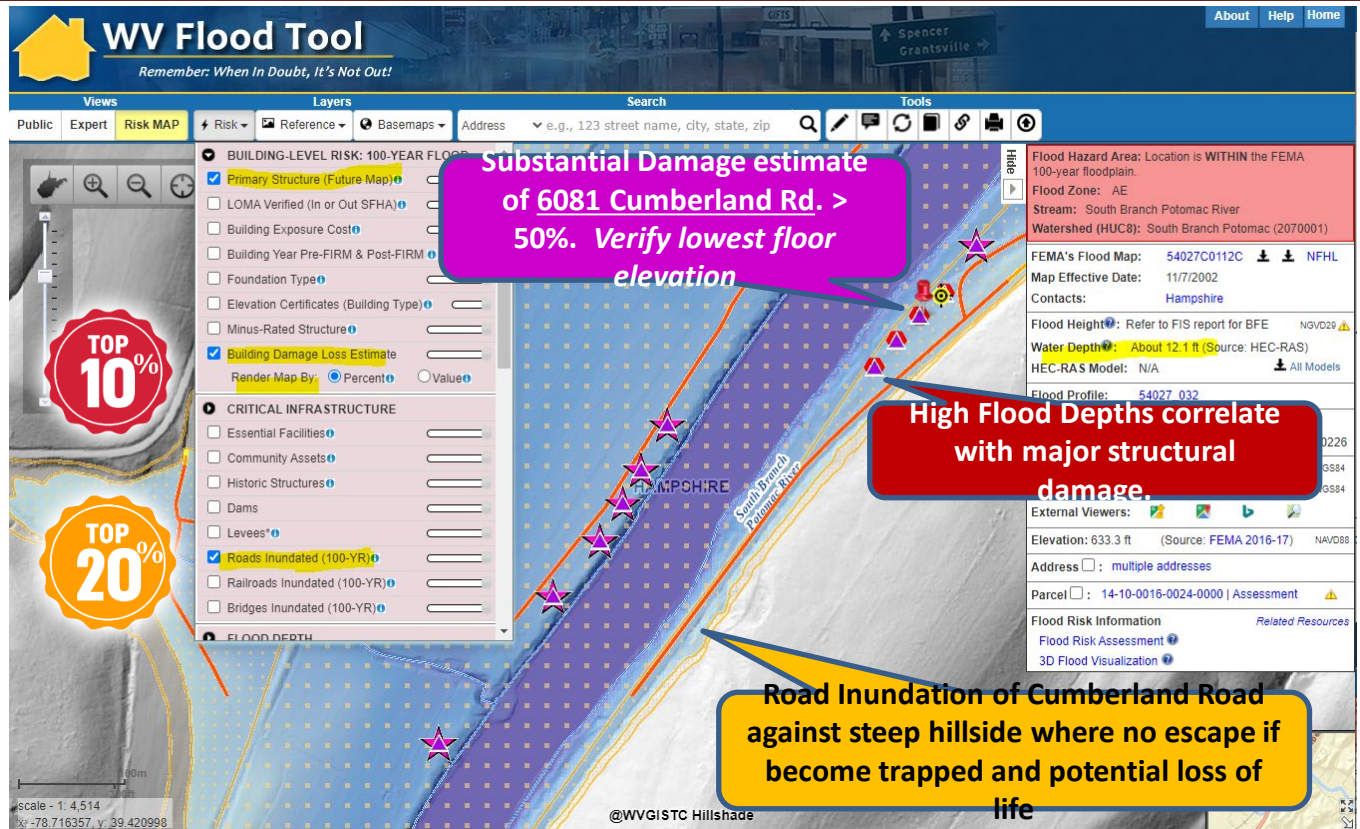 About Help Home
WV Flood Tool
Remember: When In Doubt, It's Not Out!
GIFTS
Spencer
Grantsville
Views Layers Search Tools
Public Expert Risk MAP Risk Reference Basemaps Address e.g., 123 street name, city, state, zip
BUILDING-LEVEL RISK: 100-YEAR FLOOD
Primary Structure (Future Map)
LOMA Verified (In or Out SFHA)
Building Exposure Cost
Building Year Pre-FIRM & Post-FIRM
Foundation Type
Elevation Certificates (Building Type)
Minus-Rated Structure
Building Damage Loss Estimate
Render Map By: Percent Value
CRITICAL INFRASTRUCTURE
Essential Facilities
Community Assets
Historic Structures
Dams
Levees*
Roads Inundated (100-YR)
Railroads Inundated (100-YR)
Bridges Inundated (100-YR)
FLOOD DEPTH
TOP
10%
TOP
20%
Substantial Damage estimate
of 6081 Cumberland Rd. >
50%. Verify lowest floor
elevation
Hide
Flood Hazard Area: Location is WITHIN the FEMA
100-year floodplain.
Flood Zone: AE
Stream: South Branch Potomac River
Watershed (HUC8): South Branch Potomac (2070001)
FEMA's Flood Map: 54027C0112C NFHL
Map Effective Date: 11/7/2002
Contacts: Hampshire
Flood Height: Refer to FIS report for BFE NGVD29
Water Depth: About 12.1 ft (Source: HEC-RAS)
HEC-RAS Model: N/A All Models
Flood Profile: 54027_032
High Flood Depths correlate
with major structural
damage.
0226
GS84
GS84
External Viewers:
Elevation: 633.3 ft (Source: FEMA 2016-17) NAVD88
Address : multiple addresses
Parcel : 14-10-0016-0024-0000 | Assessment
Flood Risk Information Related Resources
Flood Risk Assessment
3D Flood Visualization
HAMPSHIRE
South Branch
Potomac River
Road Inundation of Cumberland Road
against steep hillside where no escape if
become trapped and potential loss of
life
100m
scale - 1: 4,514
x: -78.716357, y: 39.420998
@WVGISTC Hillshade